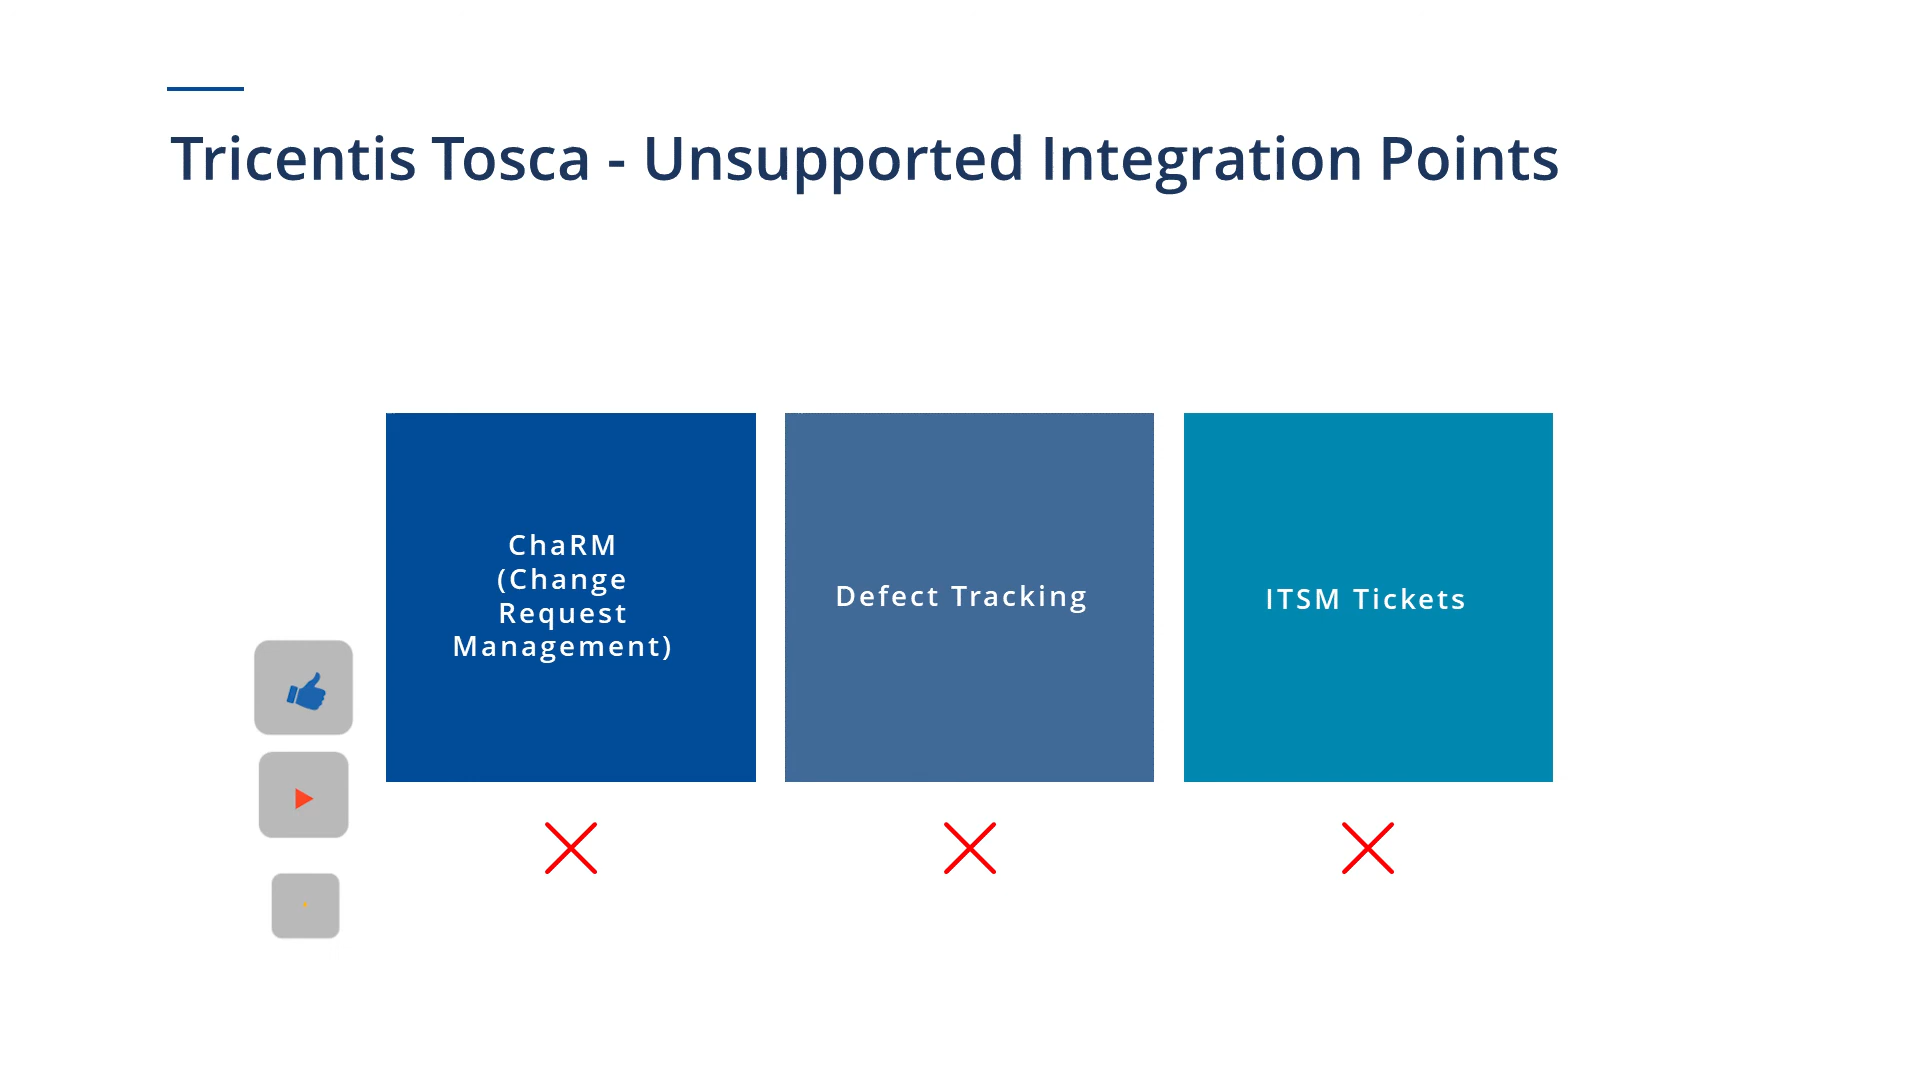 Tricentis Tosca - Unsupported Integration Points
ChaRM
(Change
Request
Management)
Defect Tracking
ITSM Tickets